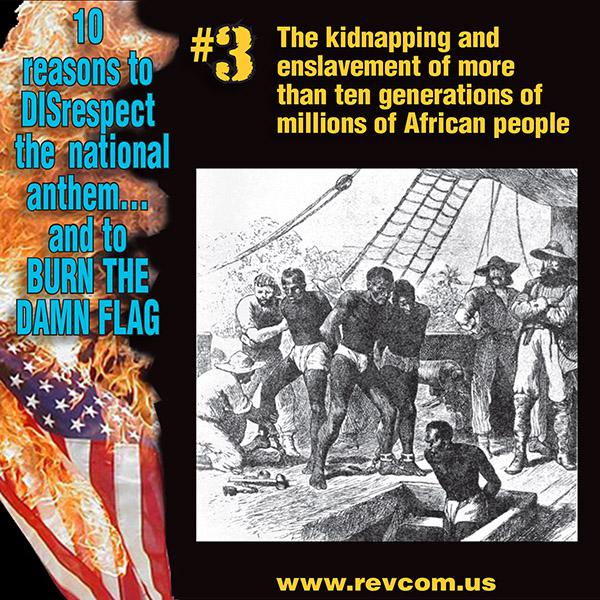 10
reasons to
DISrespect
the national
anthem...
and to
BURN THE
DAMN FLAG
#3
The kidnapping and
enslavement of more
than ten generations of
millions of African people
www.revcom.us